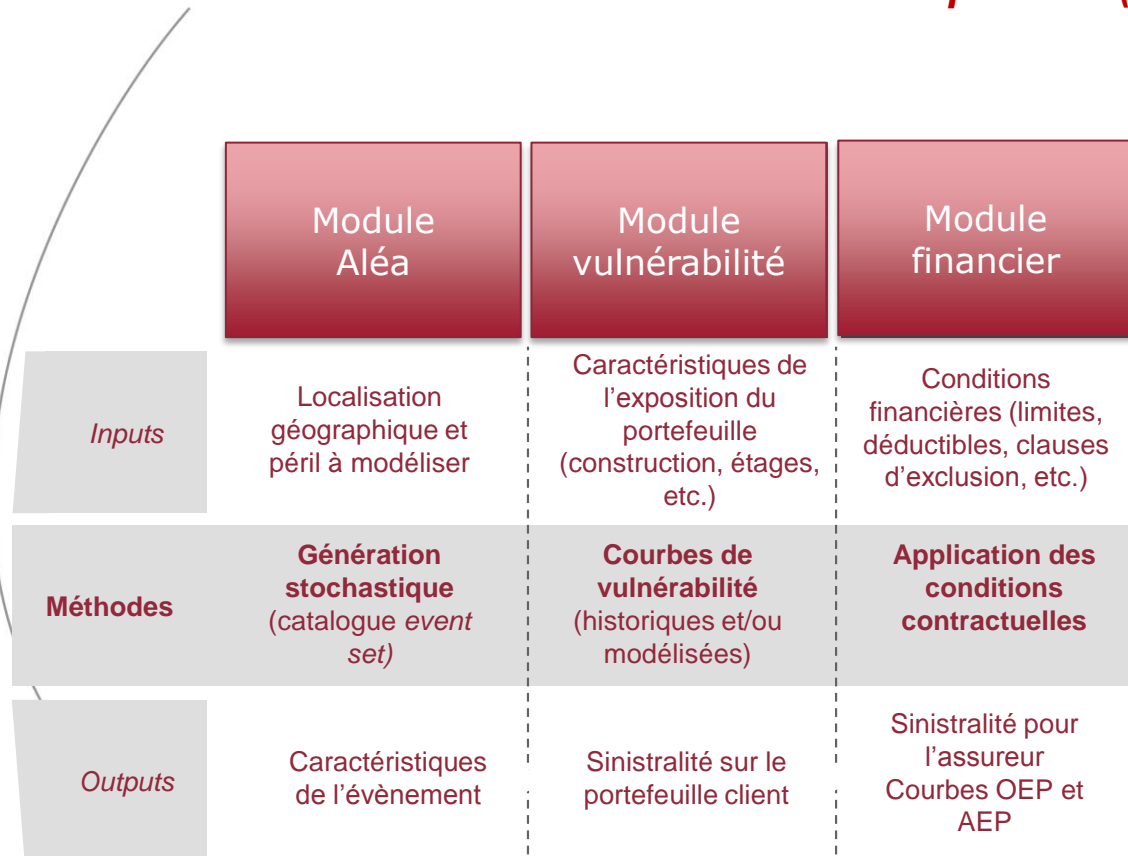 Module
Aléa
Module
vulnérabilité
Module
financier
Inputs
Localisation
géographique et
péril à modéliser
Caractéristiques de
l'exposition du
portefeuille
(construction, étages,
etc.)
Conditions
financières (limites,
déductibles, clauses
d'exclusion, etc.)
Méthodes
Génération
stochastique
(catalogue event
set)
Courbes de
vulnérabilité
(historiques et/ou
modélisées)
Application des
conditions
contractuelles
Outputs
Caractéristiques
de l'évènement
Sinistralité sur le
portefeuille client
Sinistralité pour
l'assureur
Courbes OEP et
AEP